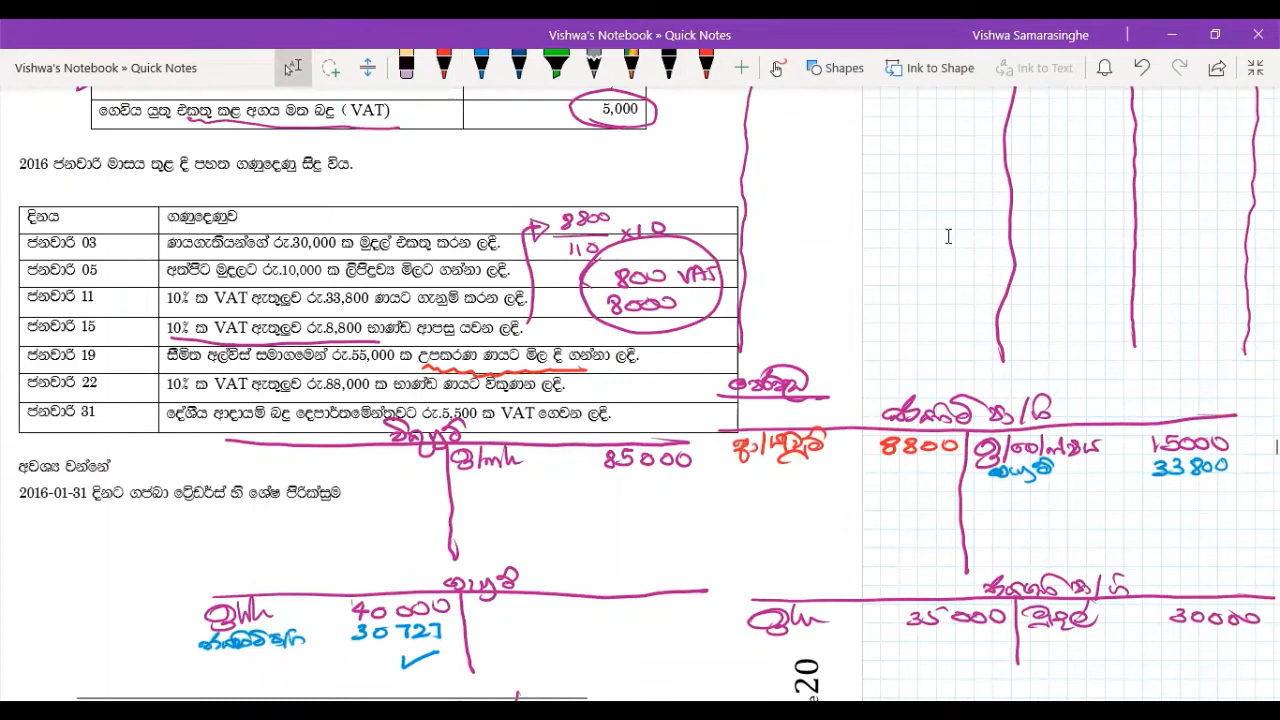 Vishwa's Notebook » Quick Notes
Vishwa Samarasinghe
Vishwa's Notebook » Quick Notes
Shapes
Ink to Shape
Ink to Text
ගෙවිය යුතු එකතු කළ අගය මත බදු ( VAT)
5,000
2016 ජනවාරි මාසය තුළ දී පහත ගණුදෙණු සිදු විය.
දිනය
ගණුදෙණුව
ජනවාරි 03
ණයගැතියන්ගේ රු.30,000 ක මුදල් එකතු කරන ලදී.
ජනවාරි 05
අත්පිට මුදලට රු.10,000 ක ලිපිද්‍රව්‍ය මිලට ගන්නා ලදී.
ජනවාරි 11
10% ක VAT ඇතුලුව රු.33,800 ණයට ගැනුම් කරන ලදී.
ජනවාරි 15
10% ක VAT ඇතුලුව රු.8,800 භාණ්ඩ ආපසු යවන ලදී.
ජනවාරි 19
සීමිත අල්විස් සමාගමෙන් රු.55,000 ක උපකරණ ණයට මිල දී ගන්නා ලදී.
ජනවාරි 22
10% ක VAT ඇතුලුව රු.88,000 ක භාණ්ඩ ණයට විකුණන ලදී.
ජනවාරි 31
දේශීය ආදායම් බදු දෙපාර්තමේන්තුවට රු.5,500 ක VAT ගෙවන ලදී.
8800
110
×10
800 VAT
8000
අවශ්‍ය වන්නේ
2016-01-31 දිනට ගජබා ට්‍රේඩර්ස් හි ශේෂ පිරික්සුම
විකුණුම්
85000
ගැනුම්
40000
30727
8800
15000
33800
35000
මුදල්
30000
20